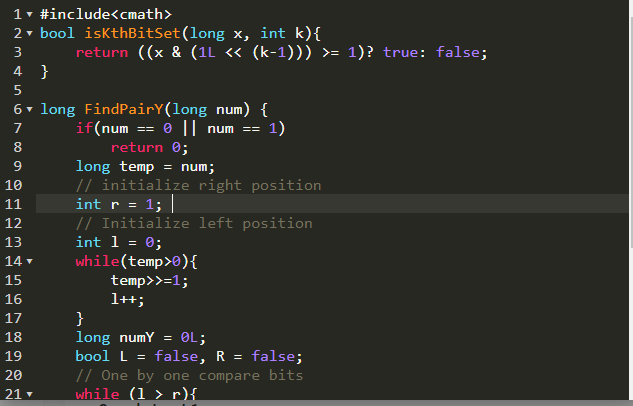 1 #include<cmath>
2 bool isKthBitSet(long x, int k){
3 return ((x & (1L << (k-1))) >= 1)? true: false;
4 }
5
6 long FindPairY(long num) {
7 if(num == 0 || num == 1)
8 return 0;
9 long temp = num;
10 // initialize right position
11 int r = 1;
12 // Initialize left position
13 int l = 0;
14 while(temp>0){
15 temp>>=1;
16 l++;
17 }
18 long numY = 0L;
19 bool L = false, R = false;
20 // One by one compare bits
21 while (l > r){